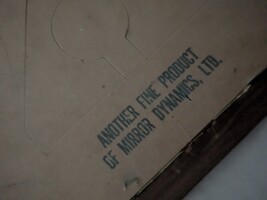 ANOTHER FINE PRODUCT
OF MIRROR DYNAMICS, LTD.